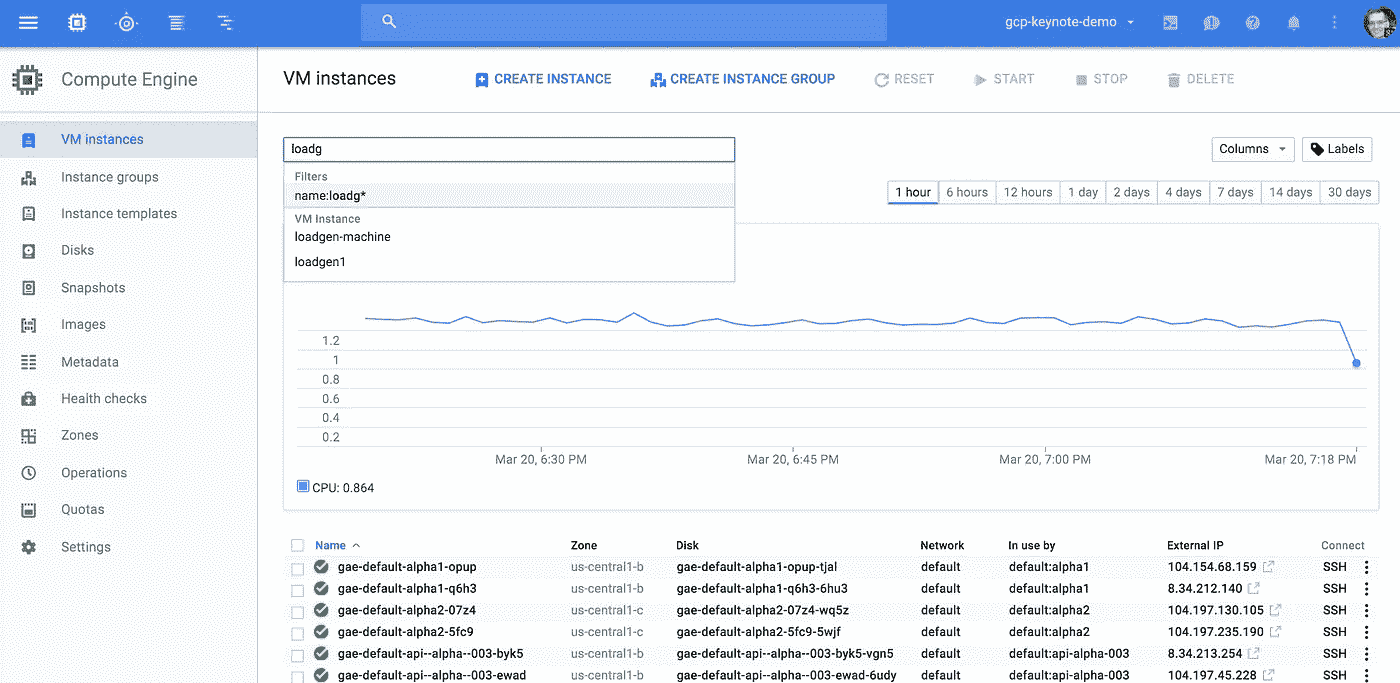 gcp-keynote-demo
Compute Engine
VM instances
CREATE INSTANCE
CREATE INSTANCE GROUP
RESET
START
STOP
DELETE
VM instances
Instance groups
Instance templates
Disks
Snapshots
Images
Metadata
Health checks
Zones
Operations
Quotas
Settings
loadg
Columns
Labels
Filters
name:loadg*
VM Instance
loadgen-machine
loadgen1
1 hour 6 hours 12 hours 1 day 2 days 4 days 7 days 14 days 30 days
1.2
1
0.8
0.6
0.4
0.2
Mar 20, 6:30 PM Mar 20, 6:45 PM Mar 20, 7:00 PM Mar 20, 7:18 PM
CPU: 0.864
Name Zone Disk Network In use by External IP Connect
gae-default-alpha1-opup us-central1-b gae-default-alpha1-opup-tjal default default:alpha1 104.154.68.159 SSH
gae-default-alpha1-q6h3 us-central1-b gae-default-alpha1-q6h3-6hu3 default default:alpha1 8.34.212.140 SSH
gae-default-alpha2-07z4 us-central1-c gae-default-alpha2-07z4-wq5z default default:alpha2 104.197.130.105 SSH
gae-default-alpha2-5fc9 us-central1-c gae-default-alpha2-5fc9-5wjf default default:alpha2 104.197.235.190 SSH
gae-default-api--alpha--003-byk5 us-central1-b gae-default-api--alpha--003-byk5-vgn5 default default:api-alpha-003 8.34.213.254 SSH
gae-default-api--alpha--003-ewad us-central1-b gae-default-api--alpha--003-ewad-6udy default default:api-alpha-003 104.197.45.228 SSH